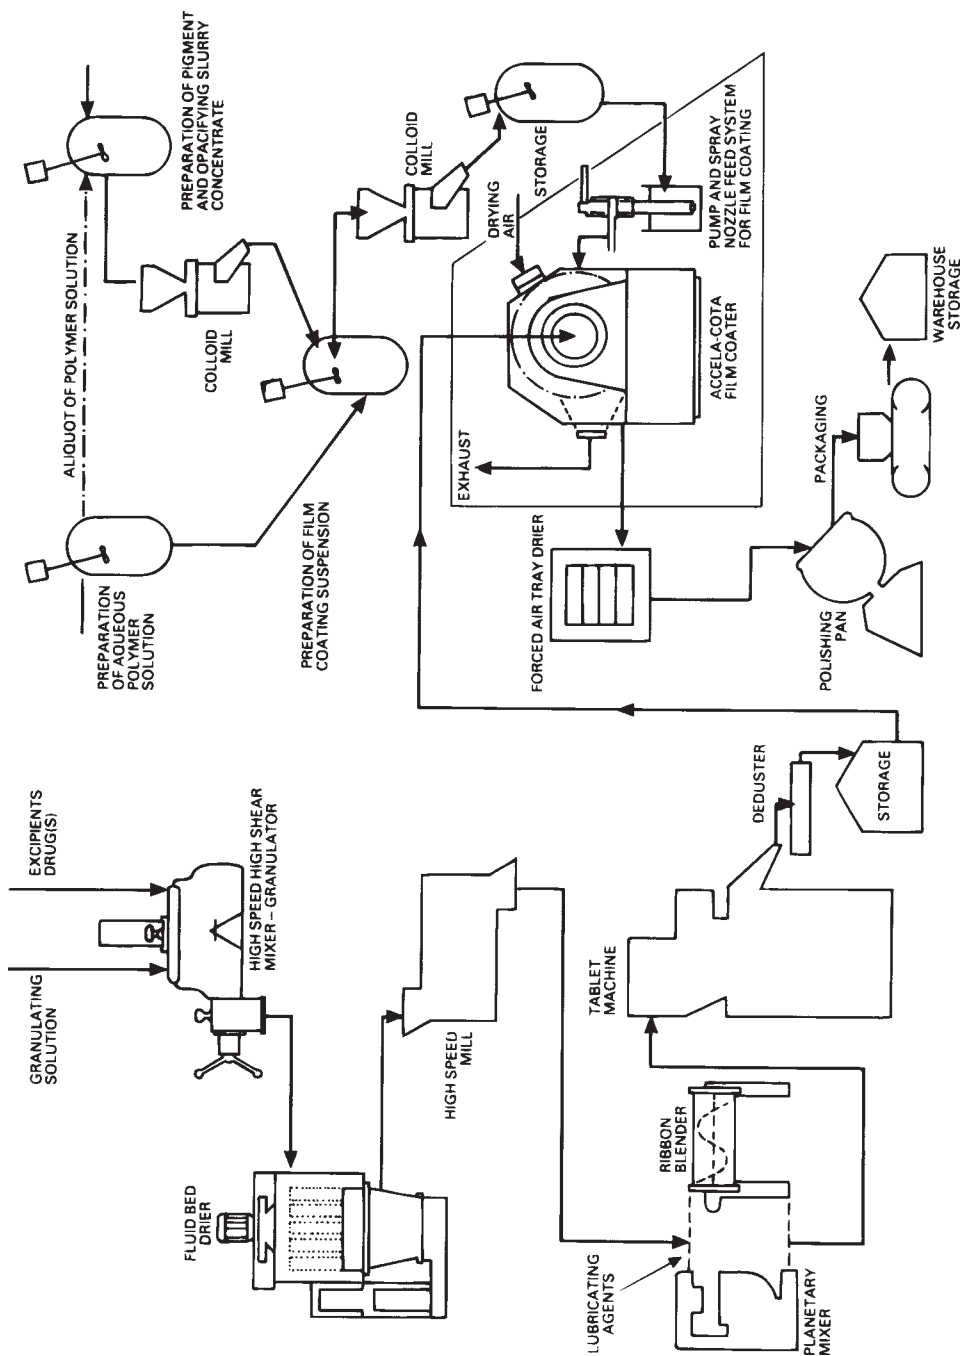 EXCIPIENTS
DRUG(S)
GRANULATING
SOLUTION
HIGH SPEED HIGH SHEAR
MIXER – GRANULATOR
FLUID BED
DRIER
HIGH SPEED
MILL
LUBRICATING
AGENTS
PLANETARY
MIXER
RIBBON
BLENDER
TABLET
MACHINE
DEDUSTER
STORAGE
PREPARATION
OF AQUEOUS
POLYMER
SOLUTION
ALIQUOT OF POLYMER SOLUTION
PREPARATION OF PIGMENT
AND OPACIFYING SLURRY
CONCENTRATE
COLLOID
MILL
PREPARATION OF FILM
COATING SUSPENSION
COLLOID
MILL
STORAGE
PUMP AND SPRAY
NOZZLE FEED SYSTEM
FOR FILM COATING
DRYING
AIR
EXHAUST
ACCELA-COTA
FILM COATER
FORCED AIR TRAY DRIER
POLISHING
PAN
PACKAGING
WAREHOUSE
STORAGE